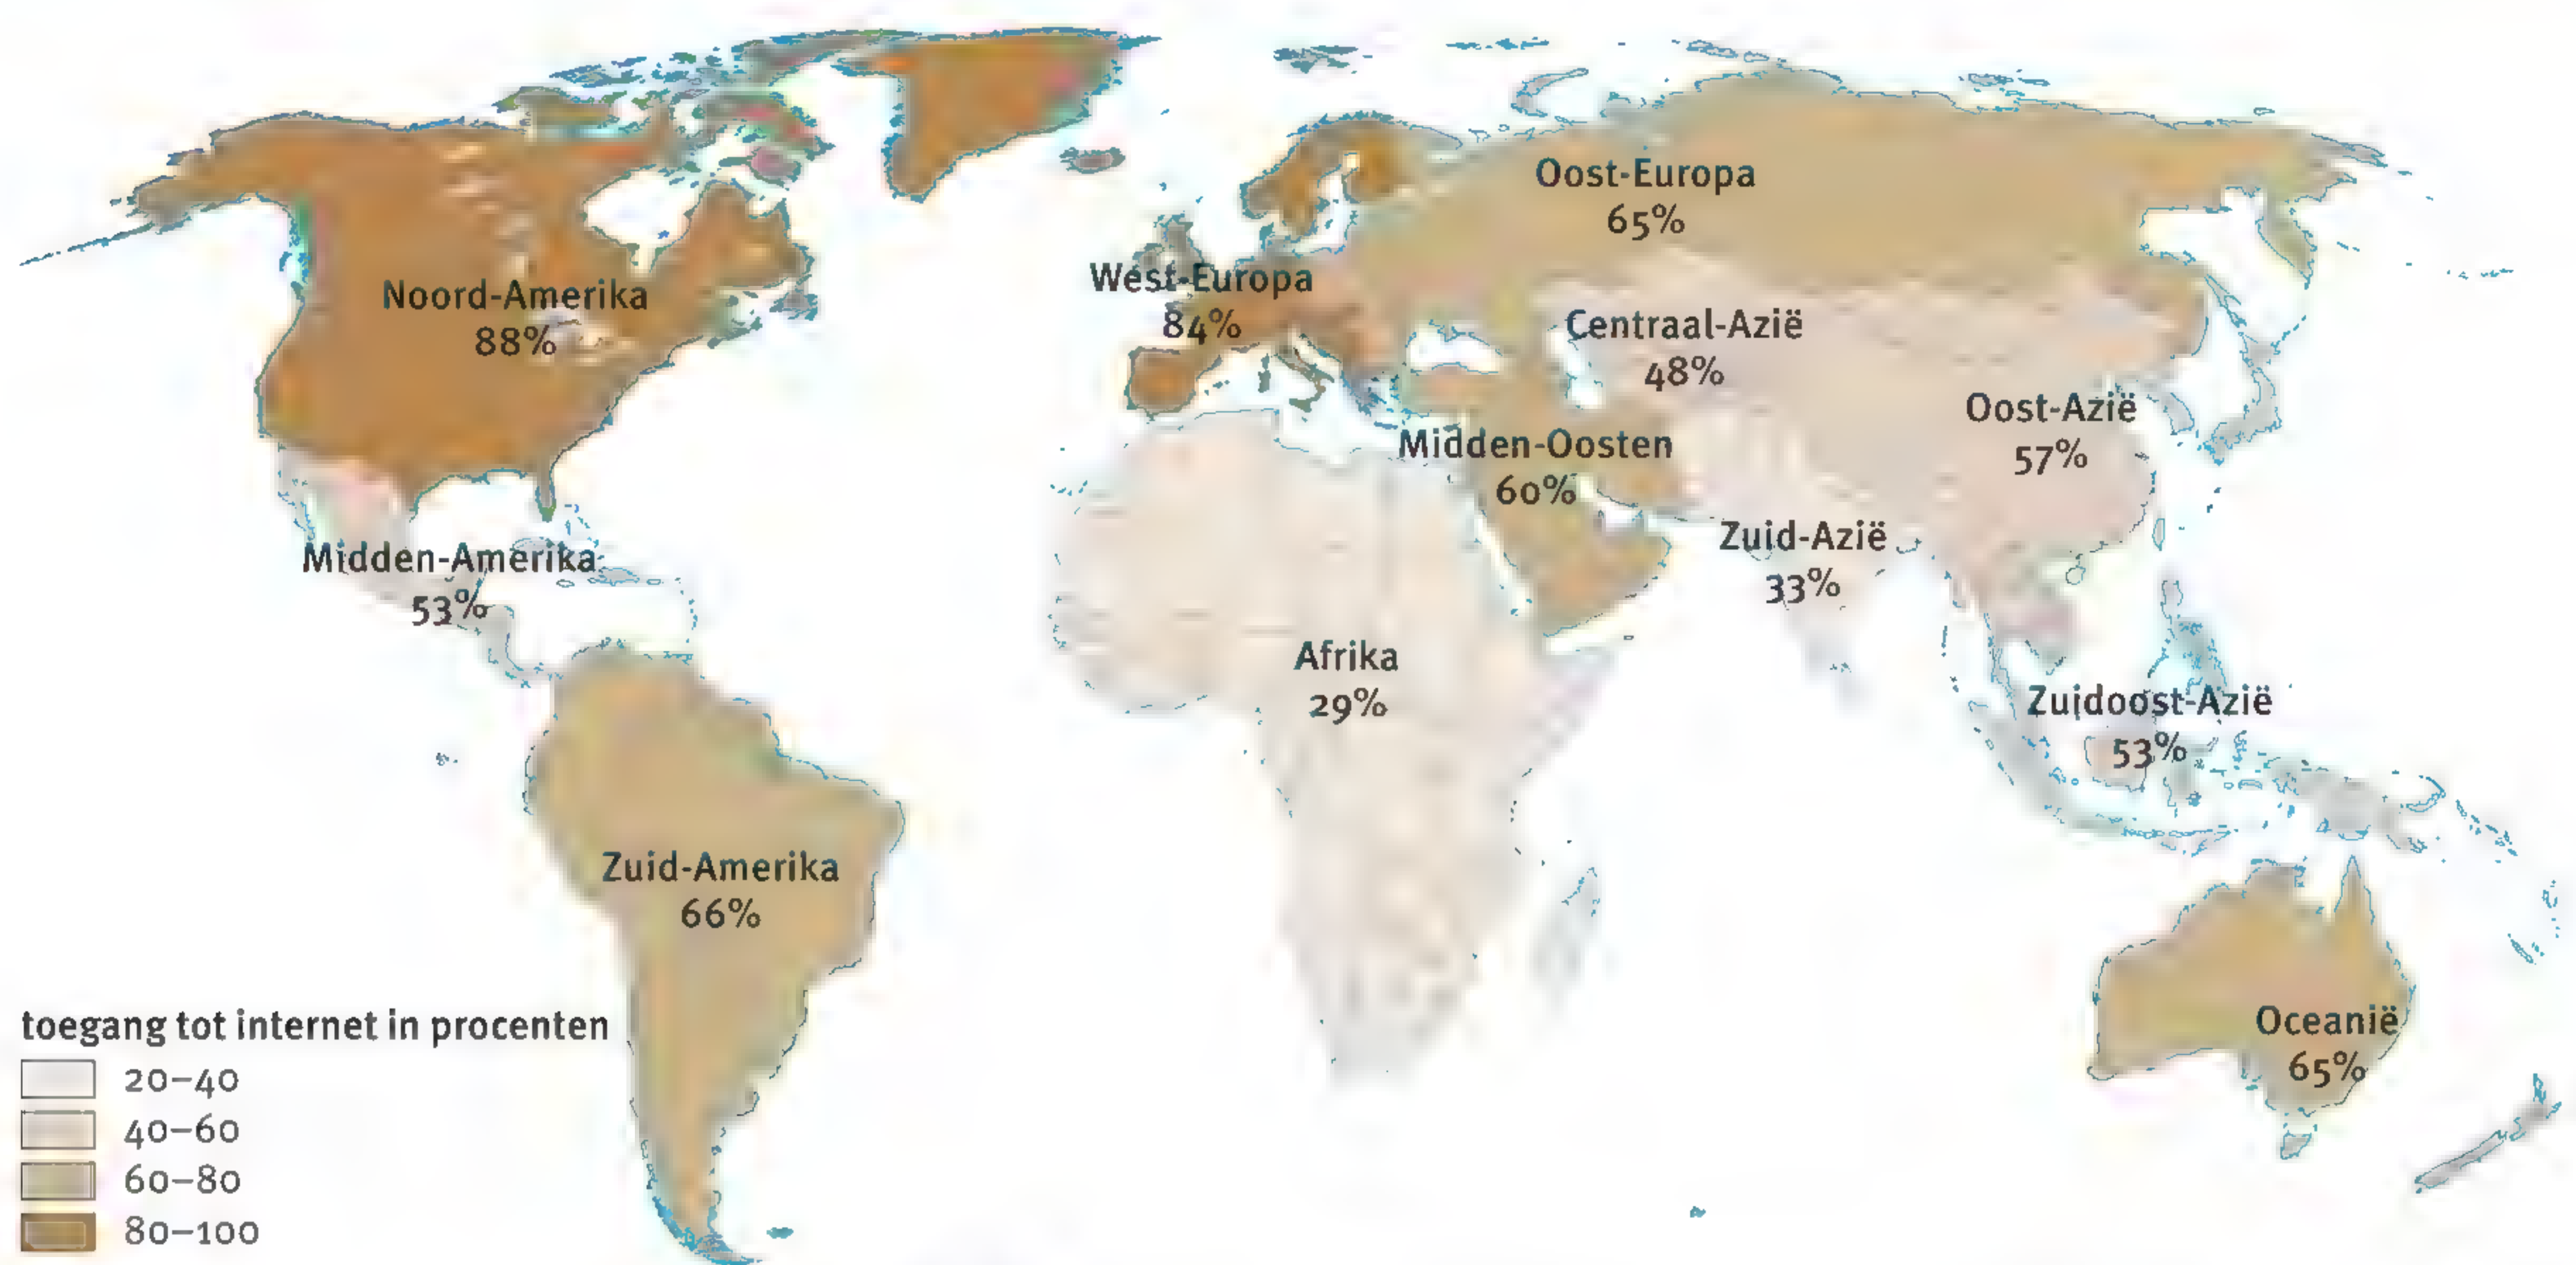 Oost-Europa
65%
West-Europa
84%
Noord-Amerika
88%
Centraal-Azië
48%
Oost-Azië
57%
Midden-Oosten
60%
Zuid-Azië
33%
Midden-Amerika
53%
Afrika
29%
Zuidoost-Azië
53%
Zuid-Amerika
66%
Oceanië
65%
toegang tot internet in procenten
20–40
40–60
60–80
80–100